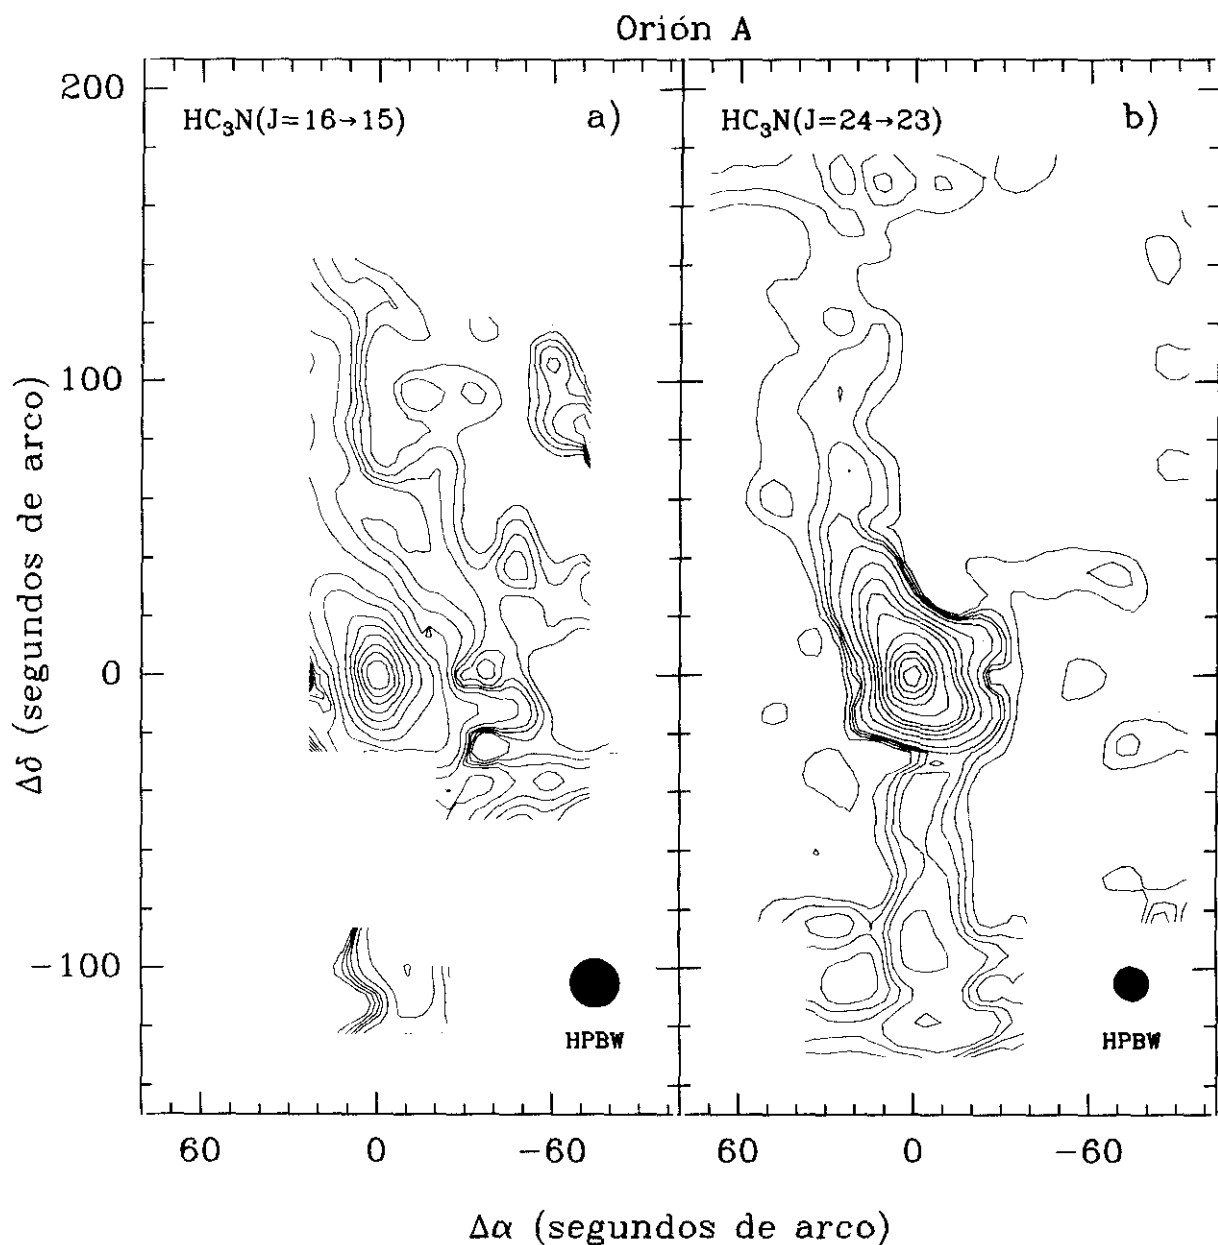 Orión A
HC₃N(J=16→15)
a)
HC₃N(J=24→23)
b)
200
100
0
−100
Δδ (segundos de arco)
HPBW
HPBW
60
0
−60
60
0
−60
Δα (segundos de arco)